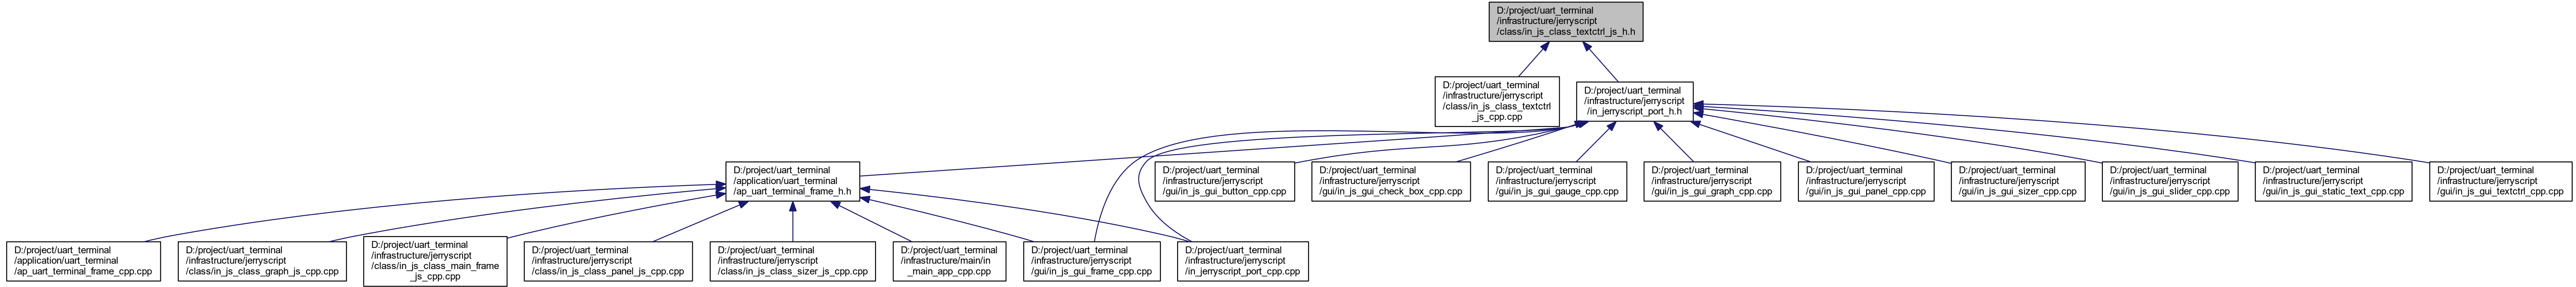 D:/project/uart_terminal
/infrastructure/jerryscript
/class/in_js_class_textctrl_js_h.h
D:/project/uart_terminal
/infrastructure/jerryscript
/class/in_js_class_textctrl
_js_cpp.cpp
D:/project/uart_terminal
/infrastructure/jerryscript
/in_jerryscript_port_h.h
D:/project/uart_terminal
/application/uart_terminal
/ap_uart_terminal_frame_h.h
D:/project/uart_terminal
/infrastructure/jerryscript
/gui/in_js_gui_button_cpp.cpp
D:/project/uart_terminal
/infrastructure/jerryscript
/gui/in_js_gui_check_box_cpp.cpp
D:/project/uart_terminal
/infrastructure/jerryscript
/gui/in_js_gui_gauge_cpp.cpp
D:/project/uart_terminal
/infrastructure/jerryscript
/gui/in_js_gui_graph_cpp.cpp
D:/project/uart_terminal
/infrastructure/jerryscript
/gui/in_js_gui_panel_cpp.cpp
D:/project/uart_terminal
/infrastructure/jerryscript
/gui/in_js_gui_sizer_cpp.cpp
D:/project/uart_terminal
/infrastructure/jerryscript
/gui/in_js_gui_slider_cpp.cpp
D:/project/uart_terminal
/infrastructure/jerryscript
/gui/in_js_gui_static_text_cpp.cpp
D:/project/uart_terminal
/infrastructure/jerryscript
/gui/in_js_gui_textctrl_cpp.cpp
D:/project/uart_terminal
/application/uart_terminal
/ap_uart_terminal_frame_cpp.cpp
D:/project/uart_terminal
/infrastructure/jerryscript
/class/in_js_class_graph_js_cpp.cpp
D:/project/uart_terminal
/infrastructure/jerryscript
/class/in_js_class_main_frame
_js_cpp.cpp
D:/project/uart_terminal
/infrastructure/jerryscript
/class/in_js_class_panel_js_cpp.cpp
D:/project/uart_terminal
/infrastructure/jerryscript
/class/in_js_class_sizer_js_cpp.cpp
D:/project/uart_terminal
/infrastructure/main/in
_main_app_cpp.cpp
D:/project/uart_terminal
/infrastructure/jerryscript
/gui/in_js_gui_frame_cpp.cpp
D:/project/uart_terminal
/infrastructure/jerryscript
/in_jerryscript_port_cpp.cpp